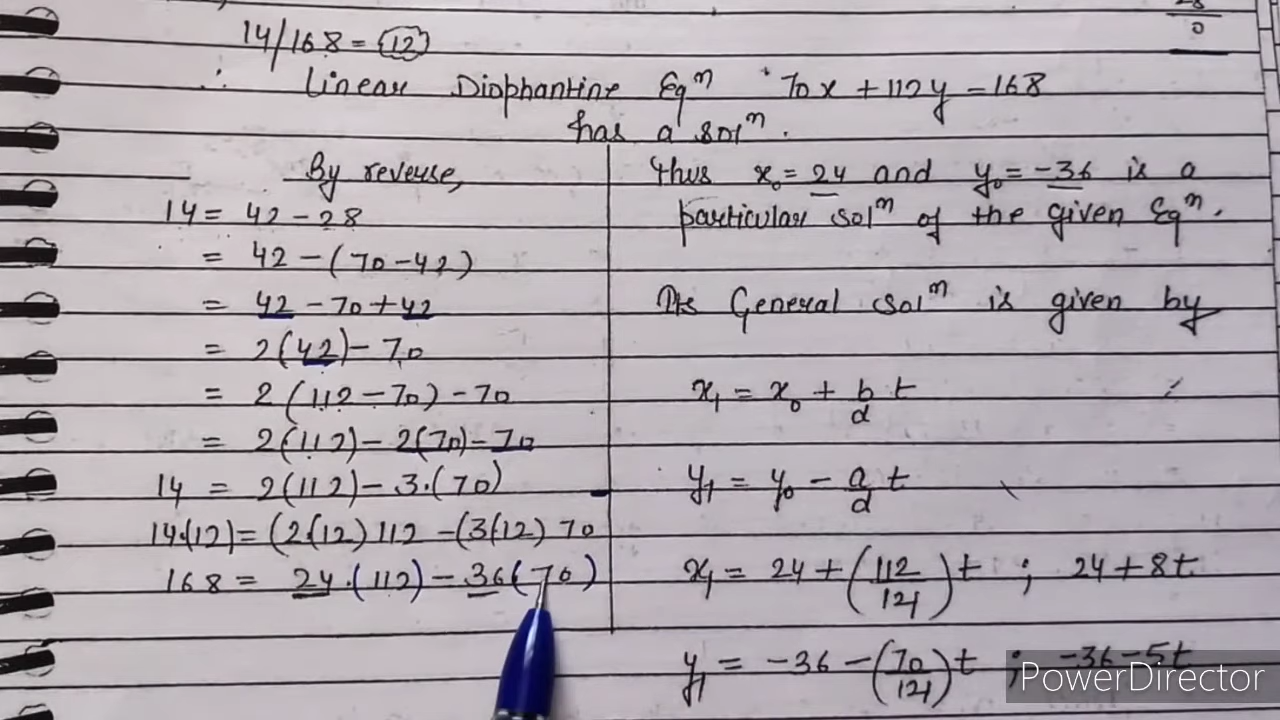 28
0
14/168 = 12
∴ Linear Diophantine Eqⁿ 70x + 112y = 168
has a solⁿ.
By reverse,
14 = 42 - 28
= 42 - (70 - 42)
= 42 - 70 + 42
= 2(42) - 70
= 2(112 - 70) - 70
= 2(112) - 2(70) - 70
14 = 2(112) - 3.(70)
14.(12) = (2(12) 112 - (3(12) 70
168 = 24.(112) - 36(70)
thus x₀ = 24 and y₀ = -36 is a
particular solⁿ of the given Eqⁿ.
Its General solⁿ is given by
x₁ = x₀ + b/d t
y₁ = y₀ - a/d t
x₁ = 24 + (112/14) t ; 24 + 8t
y₁ = -36 - (70/14) t ; -36 - 5t
PowerDirector